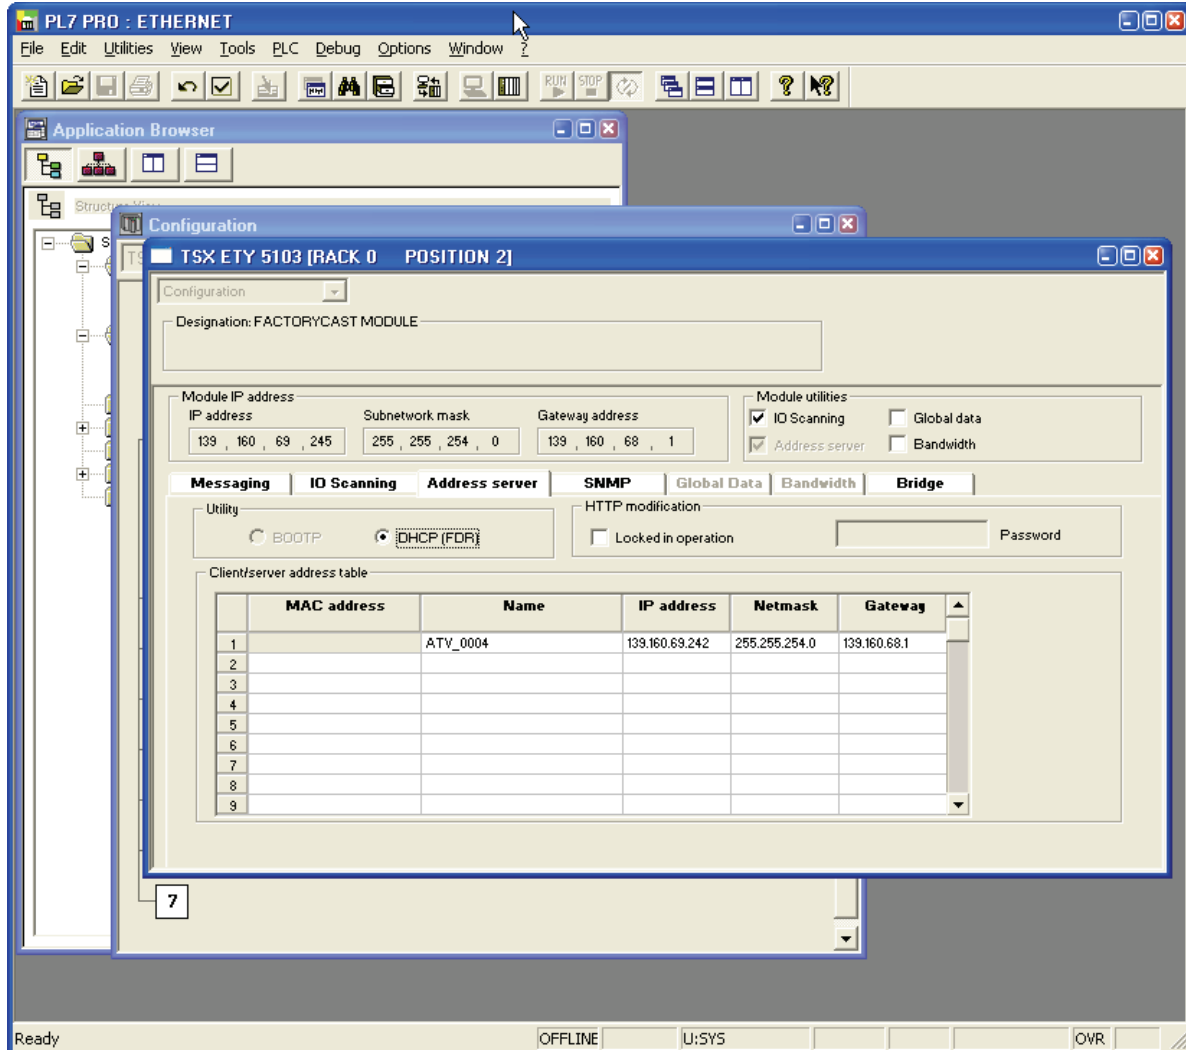 PL7 PRO : ETHERNET
File Edit Utilities View Tools PLC Debug Options Window ?
RUN STOP
Application Browser
Configuration
TSX ETY 5103 [RACK 0 POSITION 2]
Configuration
Designation: FACTORYCAST MODULE
Module IP address Module utilities
IP address Subnetwork mask Gateway address IO Scanning Global data
139 , 160 , 69 , 245 255 , 255 , 254 , 0 139 , 160 , 68 , 1 Address server Bandwidth
Messaging IO Scanning Address server SNMP Global Data Bandwidth Bridge
Utility HTTP modification
BOOTP DHCP (FDR) Locked in operation Password
Client/server address table
MAC address Name IP address Netmask Gateway
1 ATV_0004 139.160.69.242 255.255.254.0 139.160.68.1
2
3
4
5
6
7
8
9
7
Ready OFFLINE U:SYS OVR